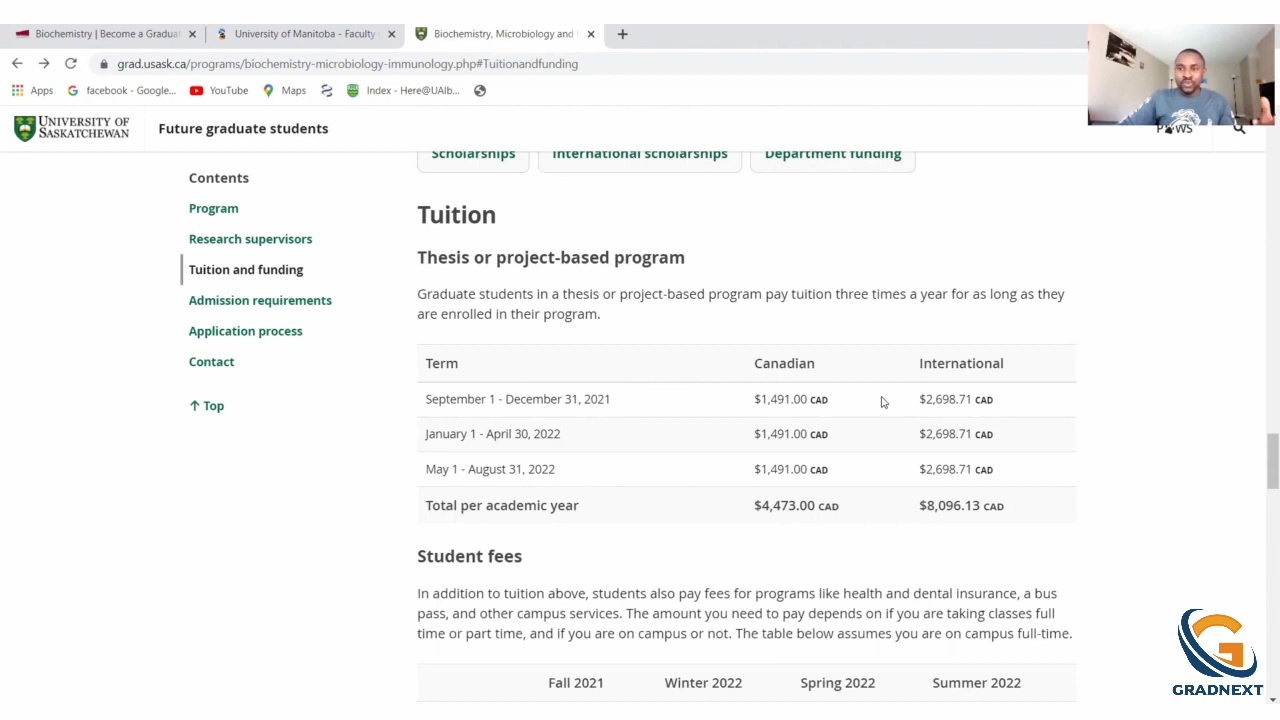 Biochemistry | Become a Gradua
University of Manitoba - Faculty
Biochemistry, Microbiology and I
grad.usask.ca/programs/biochemistry-microbiology-immunology.php#Tuitionandfunding
Apps
facebook - Google...
YouTube
Maps
Index - Here@UAlb...
UNIVERSITY OF
SASKATCHEWAN
Future graduate students
Scholarships
International scholarships
Department funding
Contents
Program
Research supervisors
Tuition and funding
Admission requirements
Application process
Contact
↑ Top
Tuition
Thesis or project-based program
Graduate students in a thesis or project-based program pay tuition three times a year for as long as they
are enrolled in their program.
Term Canadian International
September 1 - December 31, 2021 $1,491.00 CAD $2,698.71 CAD
January 1 - April 30, 2022 $1,491.00 CAD $2,698.71 CAD
May 1 - August 31, 2022 $1,491.00 CAD $2,698.71 CAD
Total per academic year $4,473.00 CAD $8,096.13 CAD
Student fees
In addition to tuition above, students also pay fees for programs like health and dental insurance, a bus
pass, and other campus services. The amount you need to pay depends on if you are taking classes full
time or part time, and if you are on campus or not. The table below assumes you are on campus full-time.
Fall 2021 Winter 2022 Spring 2022 Summer 2022
GRADNEXT